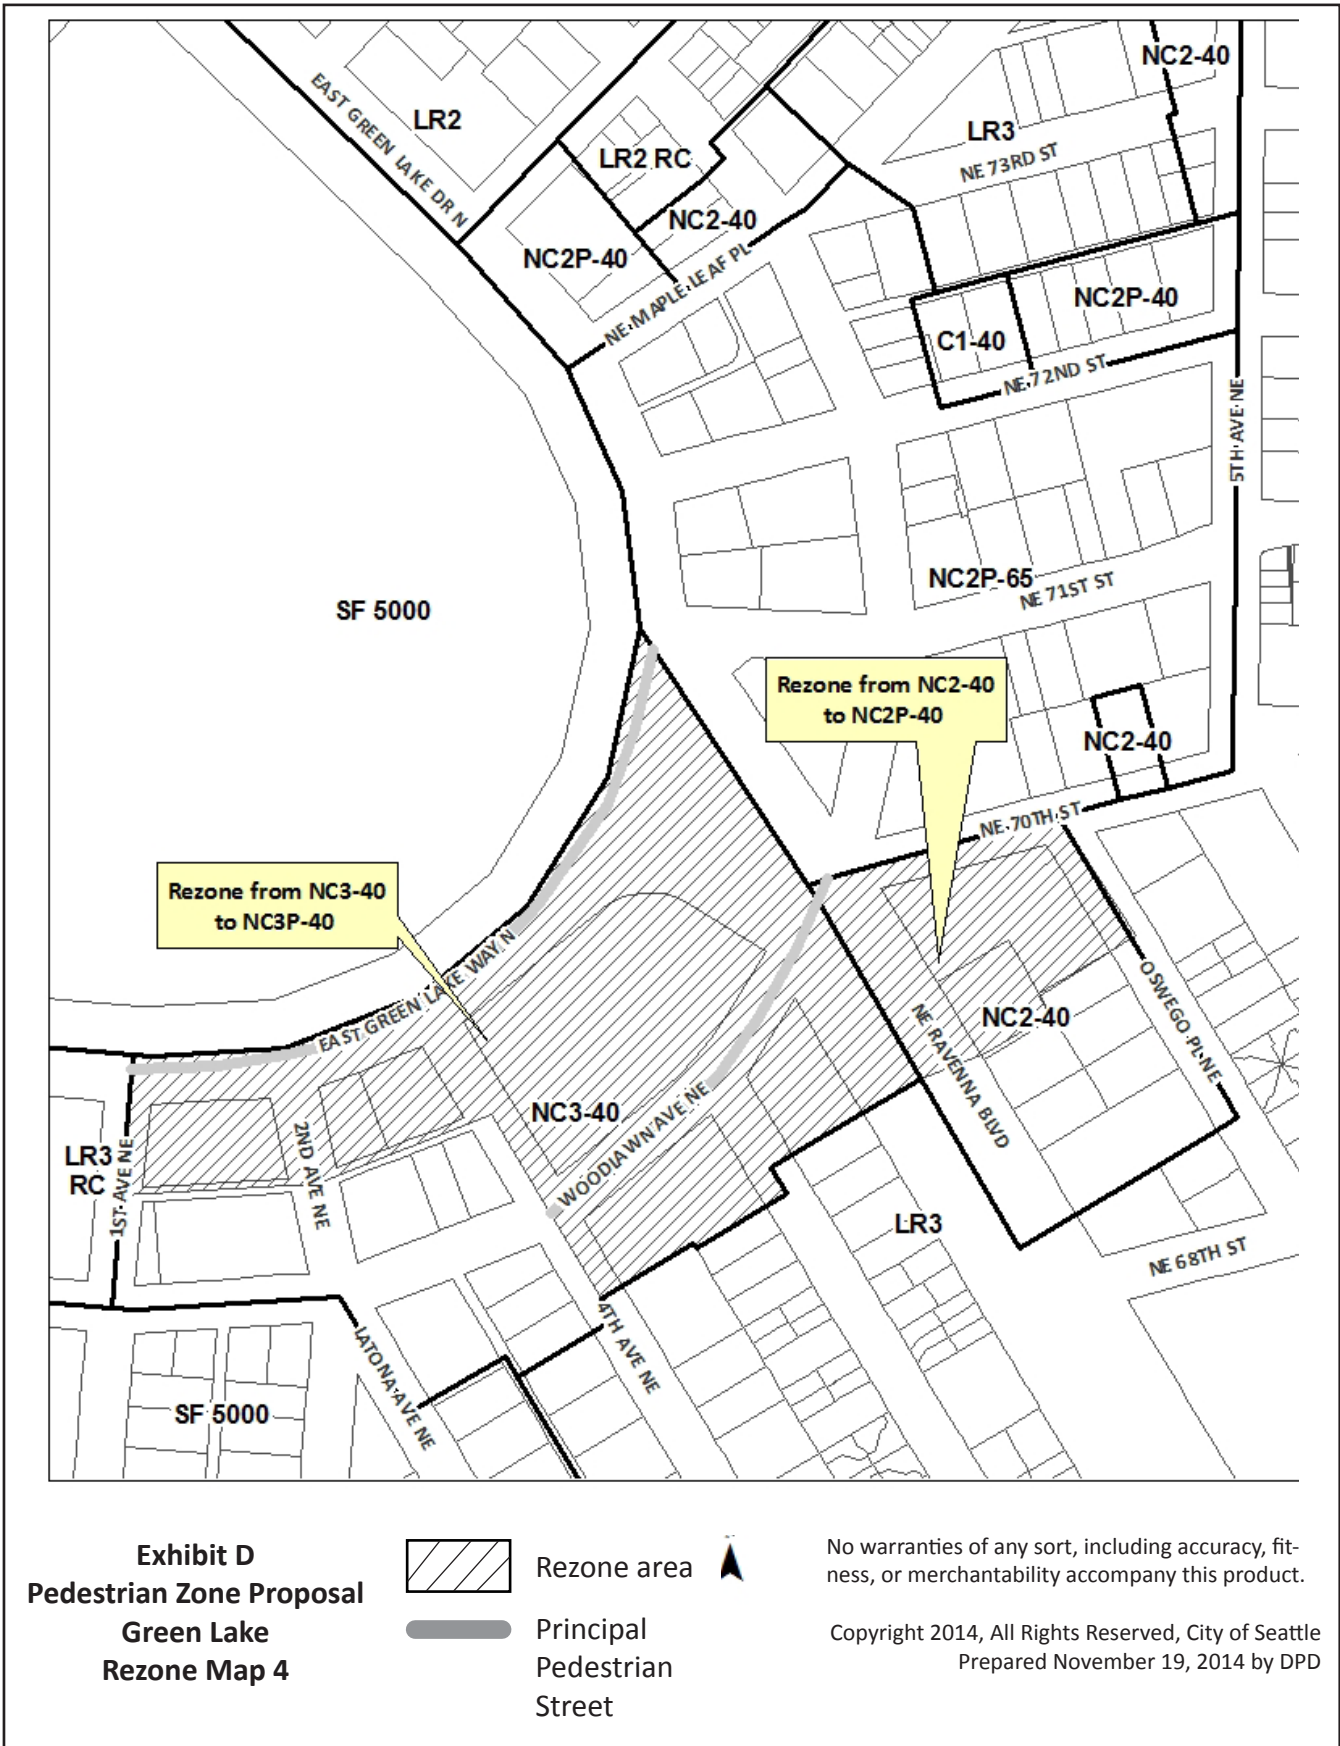 NC2-40
EAST GREEN LAKE DR N
LR2
LR3
LR2 RC
NE 73RD ST
NC2-40
NC2P-40
NE MAPLE LEAF PL
NC2P-40
C1-40
NE 72ND ST
5TH AVE NE
NC2P-65
NE 71ST ST
SF 5000
Rezone from NC2-40
to NC2P-40
NC2-40
NE 70TH ST
Rezone from NC3-40
to NC3P-40
EAST GREEN LAKE WAY N
OSWEGO PL NE
NC2-40
NE RAVENNA BLVD
NC3-40
WOODLAWN AVE NE
LR3
RC
1ST AVE NE
2ND AVE NE
LR3
NE 68TH ST
4TH AVE NE
LATONA AVE NE
SF 5000
Exhibit D
Pedestrian Zone Proposal
Green Lake
Rezone Map 4
Rezone area
Principal
Pedestrian
Street
No warranties of any sort, including accuracy, fit-
ness, or merchantability accompany this product.
Copyright 2014, All Rights Reserved, City of Seattle
Prepared November 19, 2014 by DPD